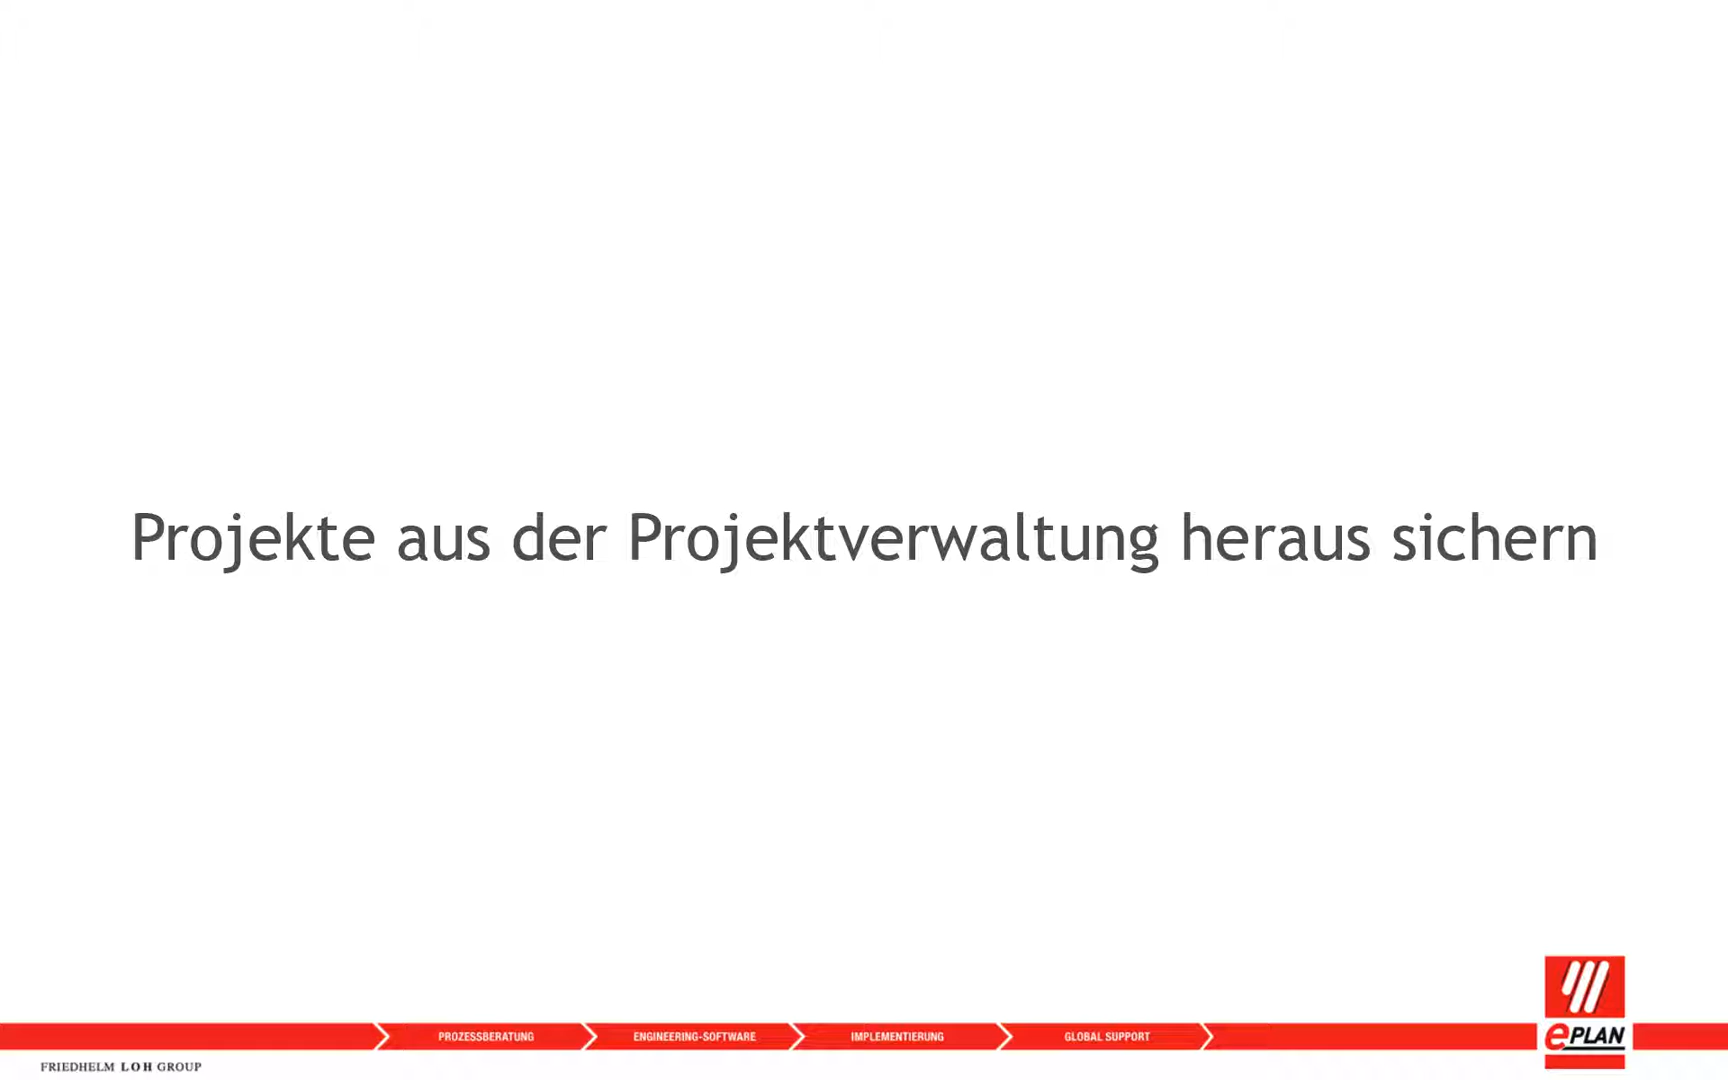 Projekte aus der Projektverwaltung heraus sichern
PROZESSBERATUNG
ENGINEERING-SOFTWARE
IMPLEMENTIERUNG
GLOBAL SUPPORT
ePLAN
FRIEDHELM LOH GROUP